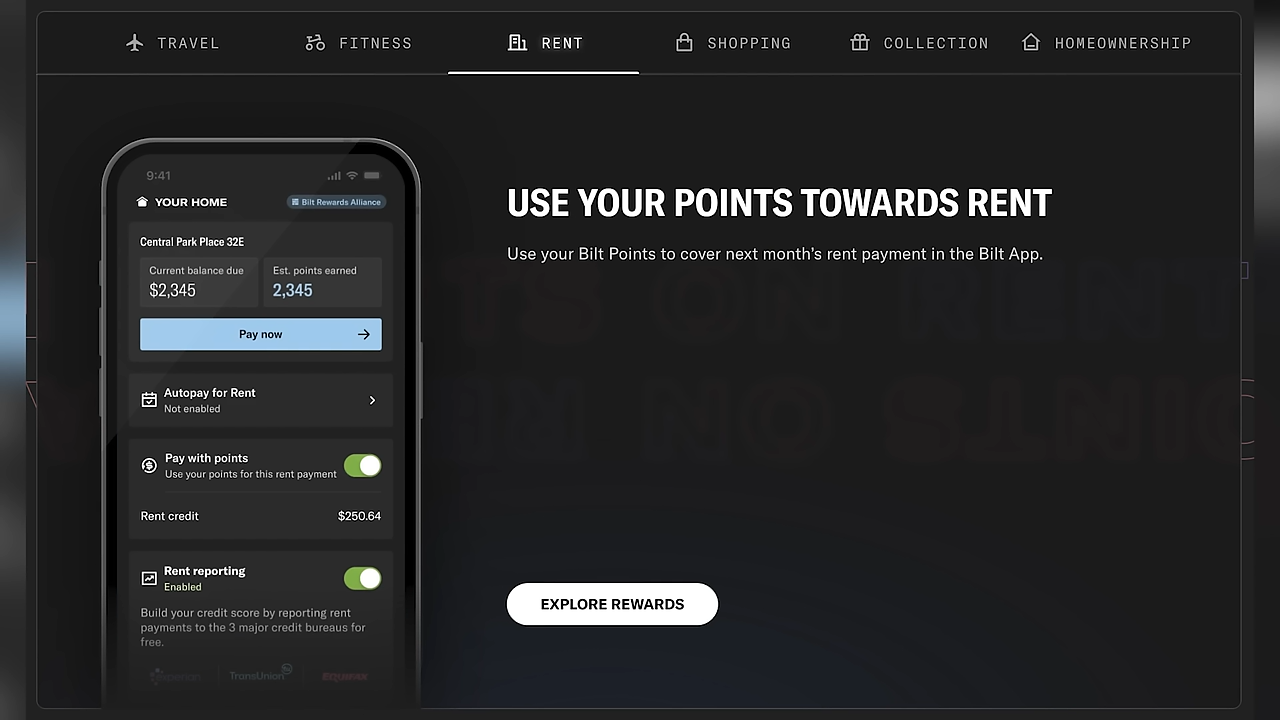 TRAVEL
FITNESS
RENT
SHOPPING
COLLECTION
HOMEOWNERSHIP
9:41
YOUR HOME
Bilt Rewards Alliance
Central Park Place 32E
Current balance due
$2,345
Est. points earned
2,345
Pay now
Autopay for Rent
Not enabled
Pay with points
Use your points for this rent payment
Rent credit
$250.64
Rent reporting
Enabled
Build your credit score by reporting rent
payments to the 3 major credit bureaus for
free.
Experian
TransUnion
EQUIFAX
USE YOUR POINTS TOWARDS RENT
Use your Bilt Points to cover next month’s rent payment in the Bilt App.
ON RENT
EXPLORE REWARDS